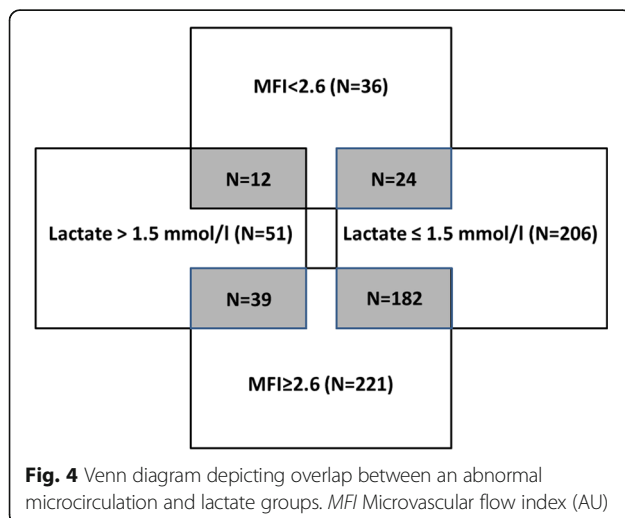 MFI<2.6 (N=36)
N=12
N=24
Lactate > 1.5 mmol/l (N=51)
Lactate ≤ 1.5 mmol/l (N=206)
N=39
N=182
MFI≥2.6 (N=221)
Fig. 4 Venn diagram depicting overlap between an abnormal
microcirculation and lactate groups. MFI Microvascular flow index (AU)